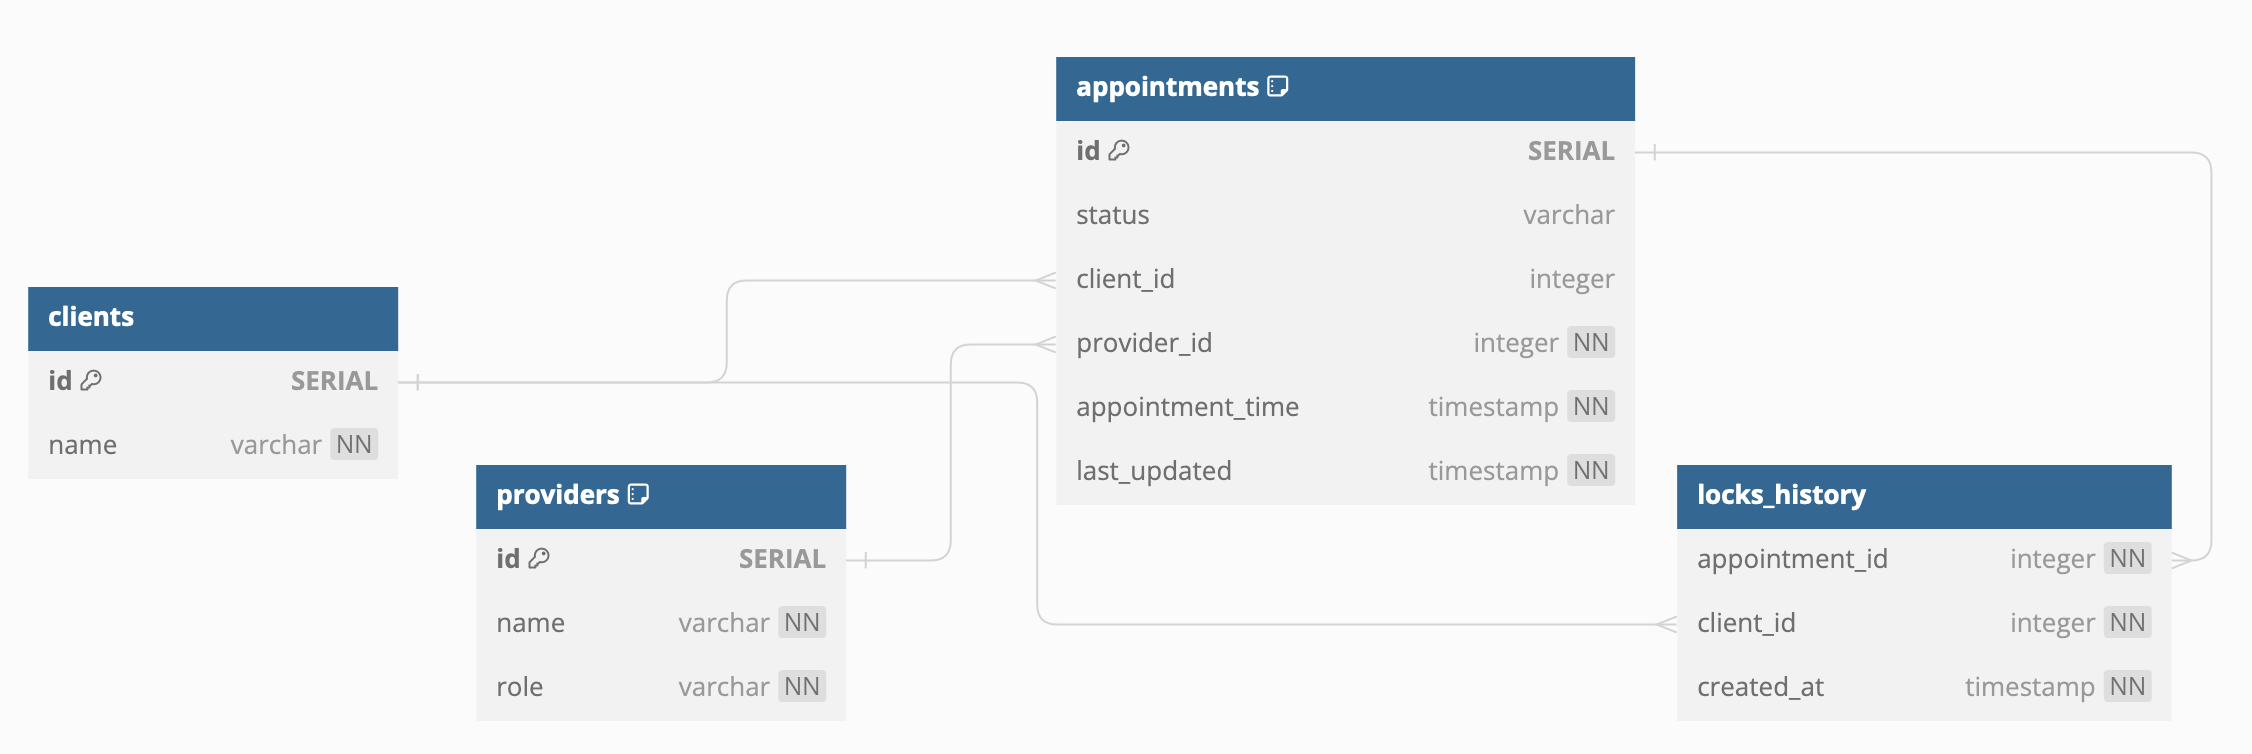 clients
id SERIAL
name varchar NN
providers
id SERIAL
name varchar NN
role varchar NN
appointments
id SERIAL
status varchar
client_id integer
provider_id integer NN
appointment_time timestamp NN
last_updated timestamp NN
locks_history
appointment_id integer NN
client_id integer NN
created_at timestamp NN